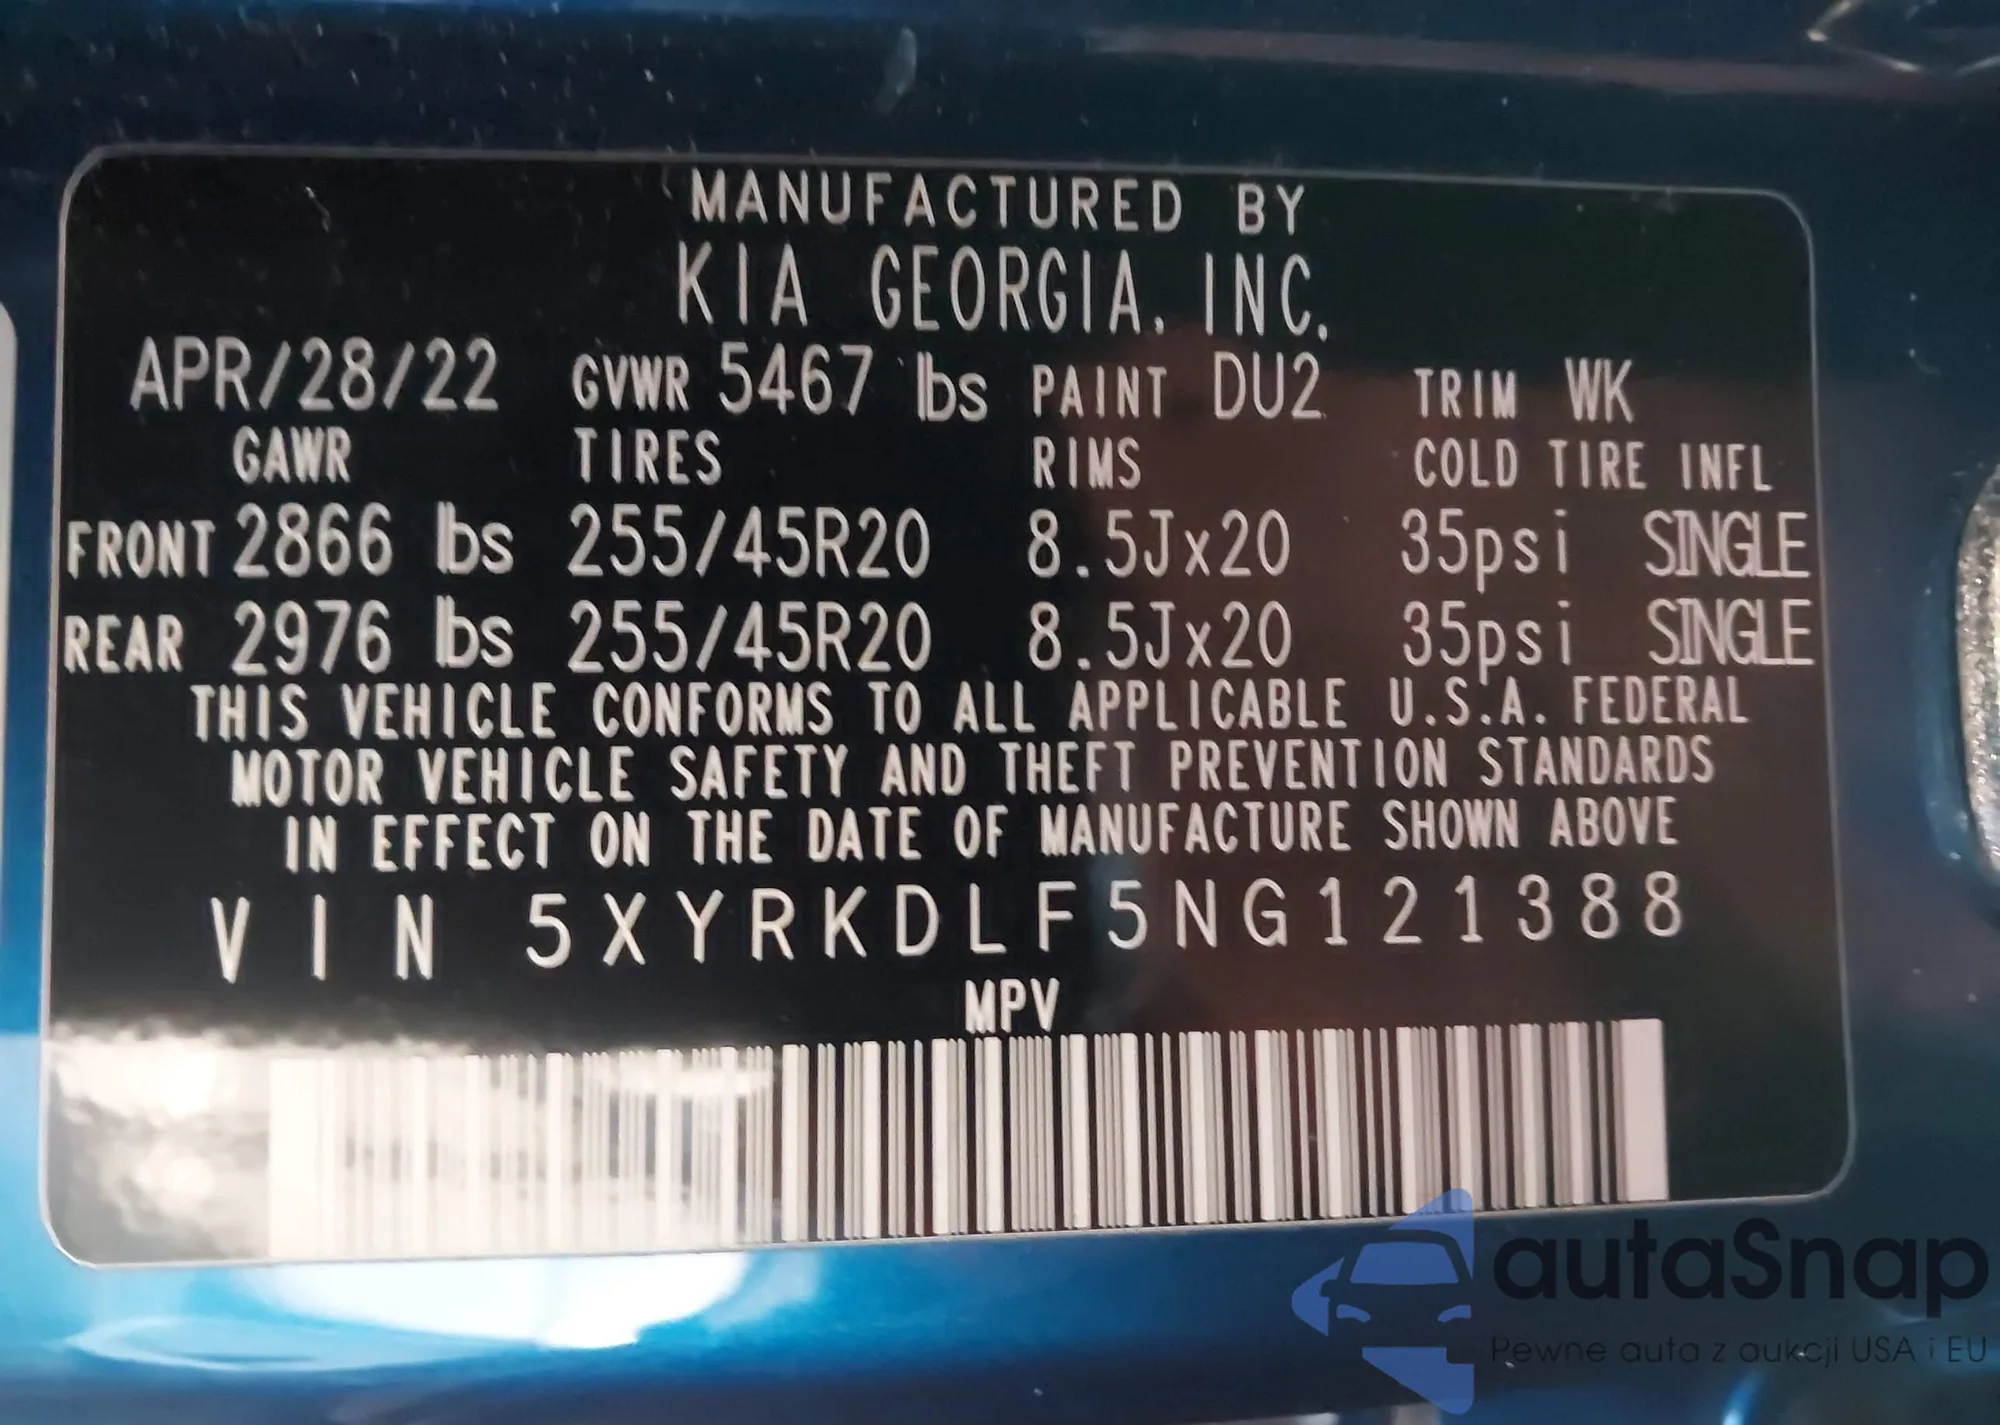 MANUFACTURED BY
KIA GEORGIA, INC.
APR/28/22 GVWR 5467 lbs PAINT DU2 TRIM WK
GAWR TIRES RIMS COLD TIRE INFL
FRONT 2866 lbs 255/45R20 8.5Jx20 35psi SINGLE
REAR 2976 lbs 255/45R20 8.5Jx20 35psi SINGLE
THIS VEHICLE CONFORMS TO ALL APPLICABLE U.S.A. FEDERAL
MOTOR VEHICLE SAFETY AND THEFT PREVENTION STANDARDS
IN EFFECT ON THE DATE OF MANUFACTURE SHOWN ABOVE
VIN 5XYRKDLF5NG121388
MPV
autaSnap
Pewne auta z aukcji USA i EU